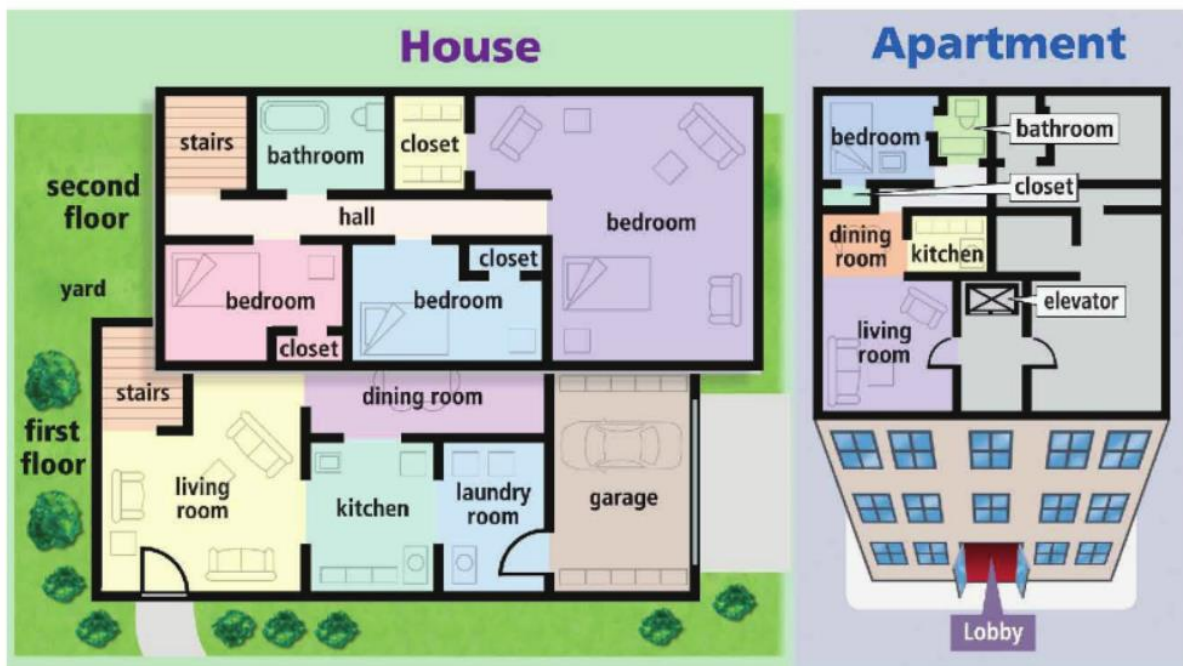 House
stairs
bathroom
closet
second
floor
hall
bedroom
yard
bedroom
bedroom
closet
closet
stairs
dining room
first
floor
living
room
kitchen
laundry
room
garage
Apartment
bedroom
bathroom
closet
dining
room
kitchen
elevator
living
room
Lobby